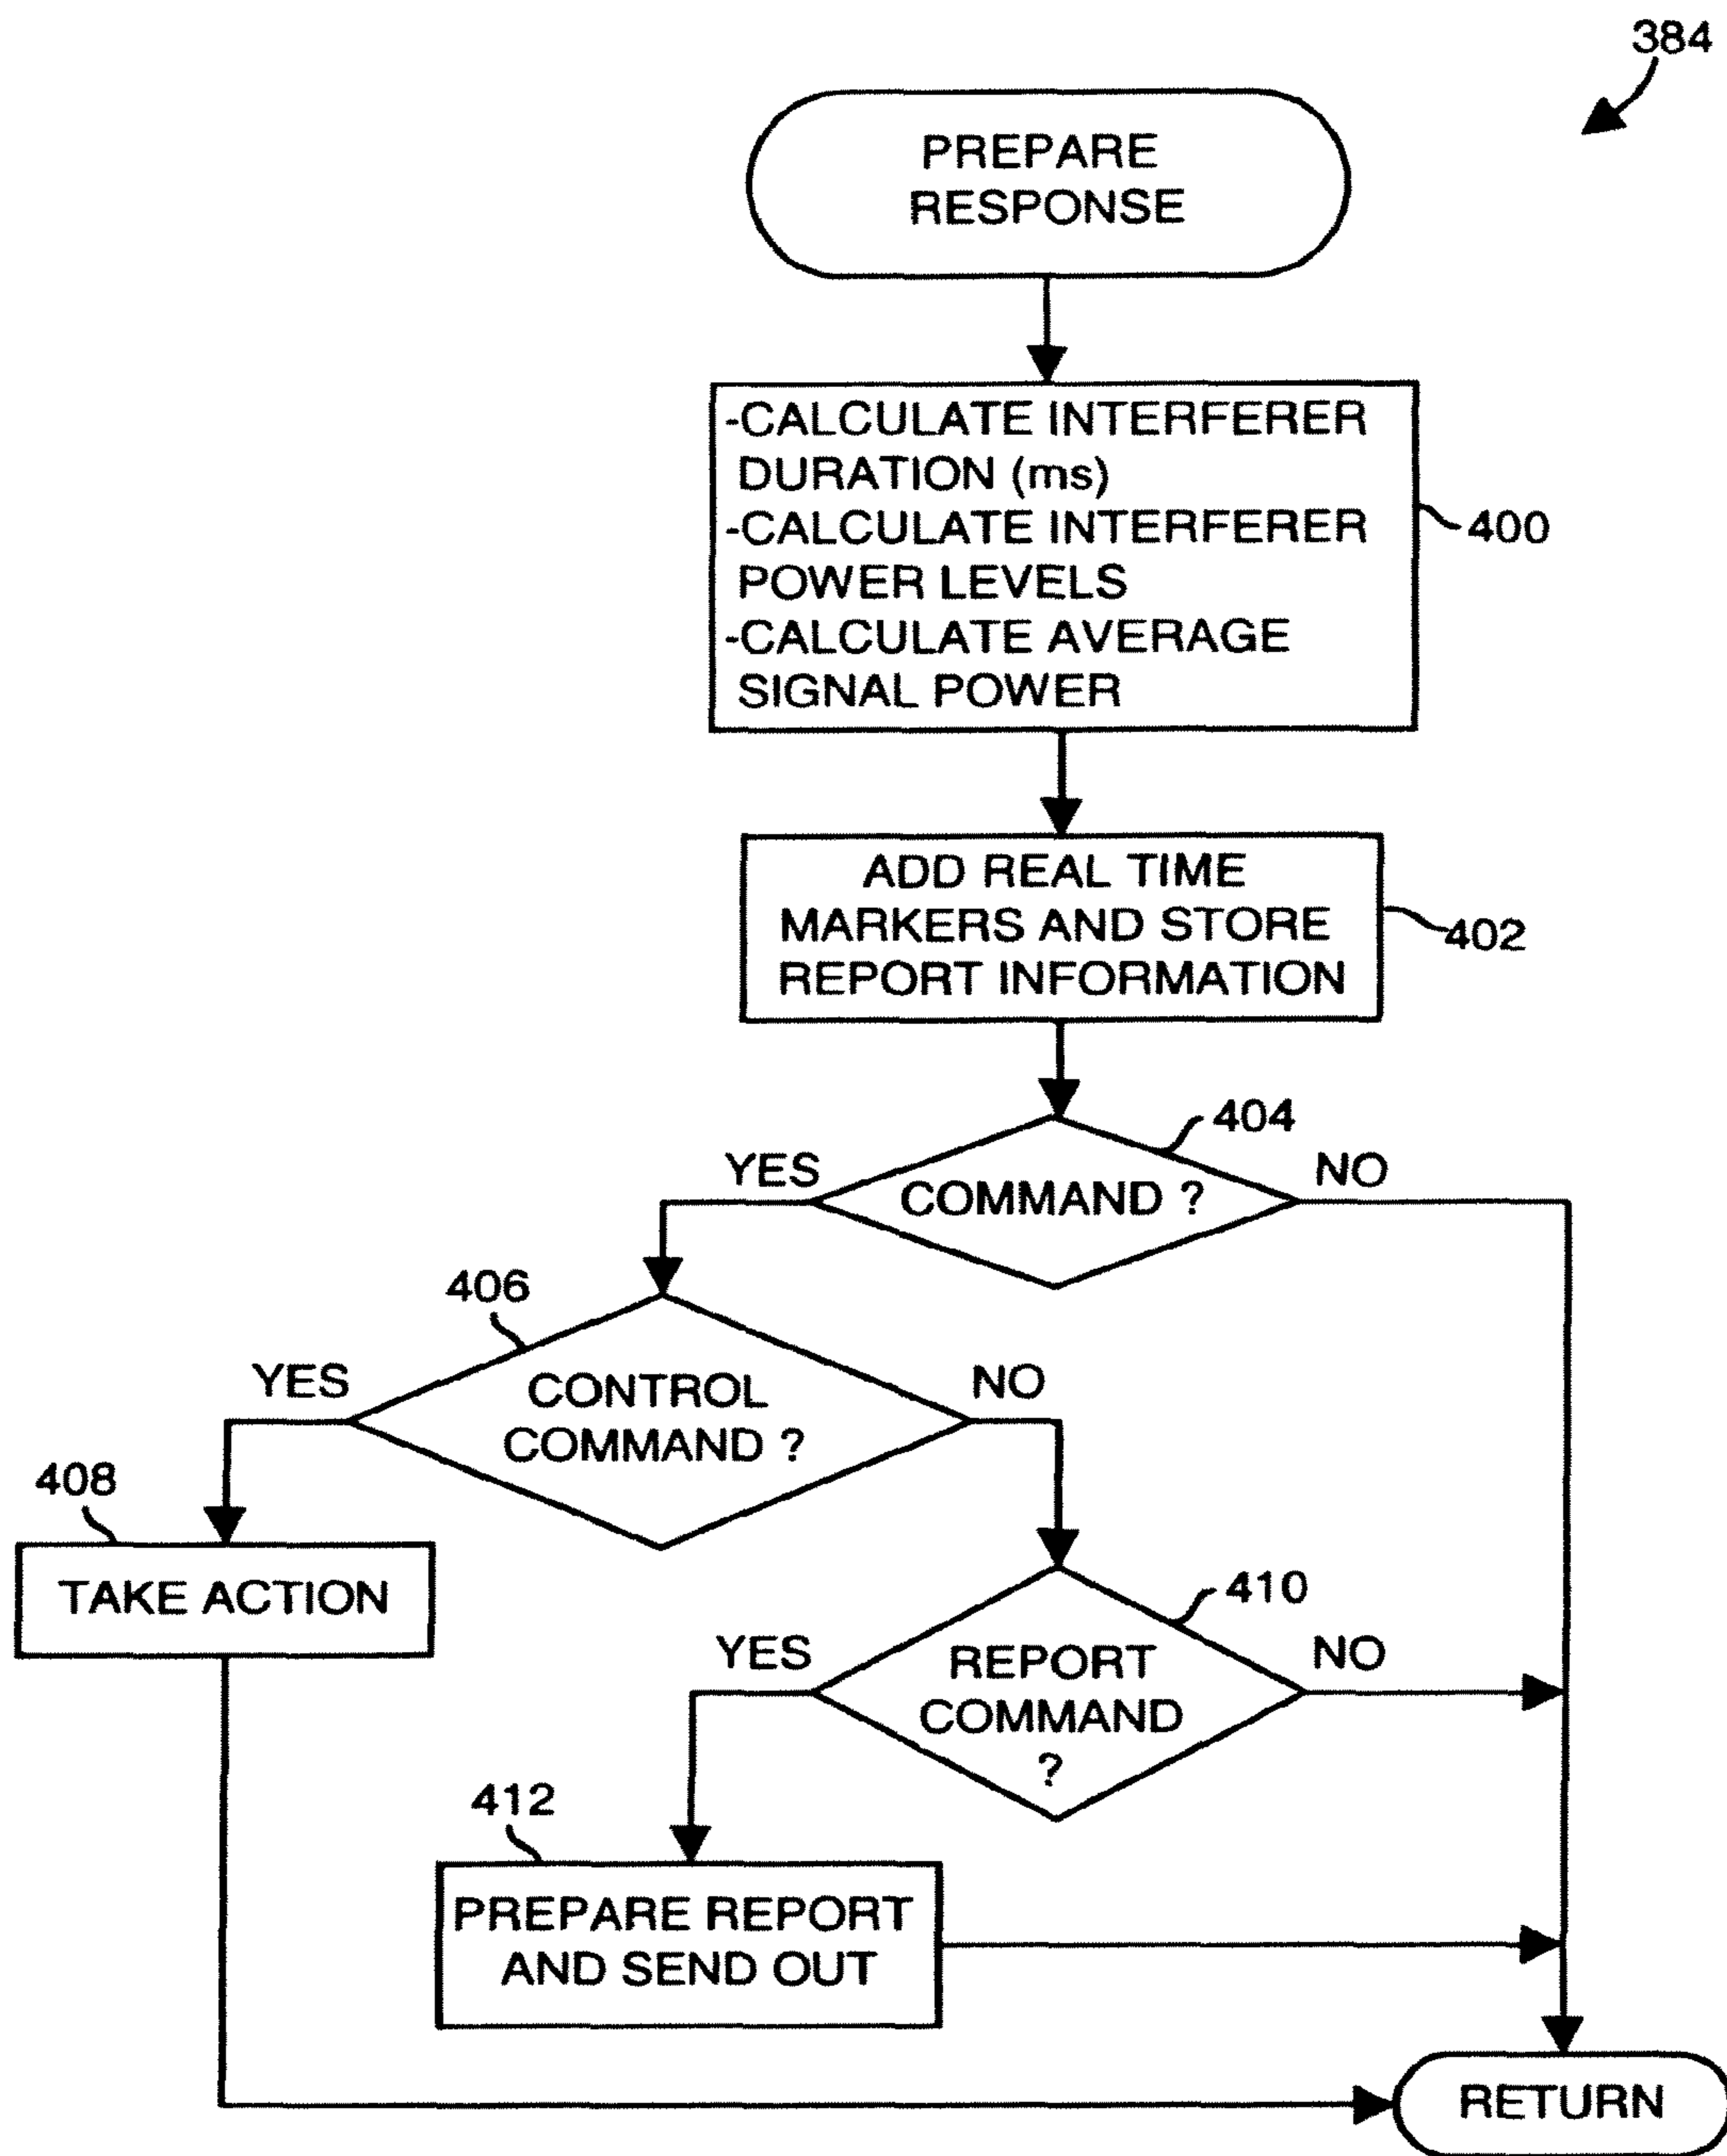 384
PREPARE
RESPONSE
-CALCULATE INTERFERER
DURATION (ms)
-CALCULATE INTERFERER
POWER LEVELS
-CALCULATE AVERAGE
SIGNAL POWER
400
ADD REAL TIME
MARKERS AND STORE
REPORT INFORMATION
402
404
YES
COMMAND ?
NO
406
YES
CONTROL
COMMAND ?
NO
408
TAKE ACTION
410
YES
REPORT
COMMAND
?
NO
412
PREPARE REPORT
AND SEND OUT
RETURN